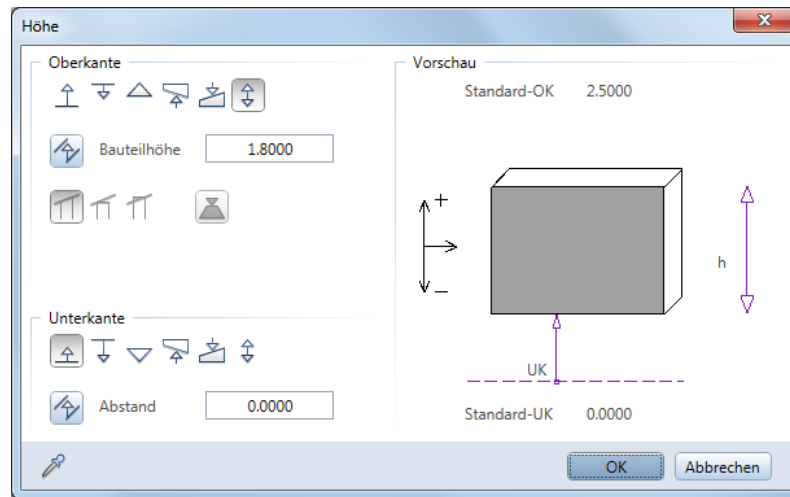 Höhe
Oberkante
Bauteilhöhe 1.8000
Unterkante
Abstand 0.0000
Vorschau
Standard-OK 2.5000
+
h
–
UK
Standard-UK 0.0000
OK Abbrechen